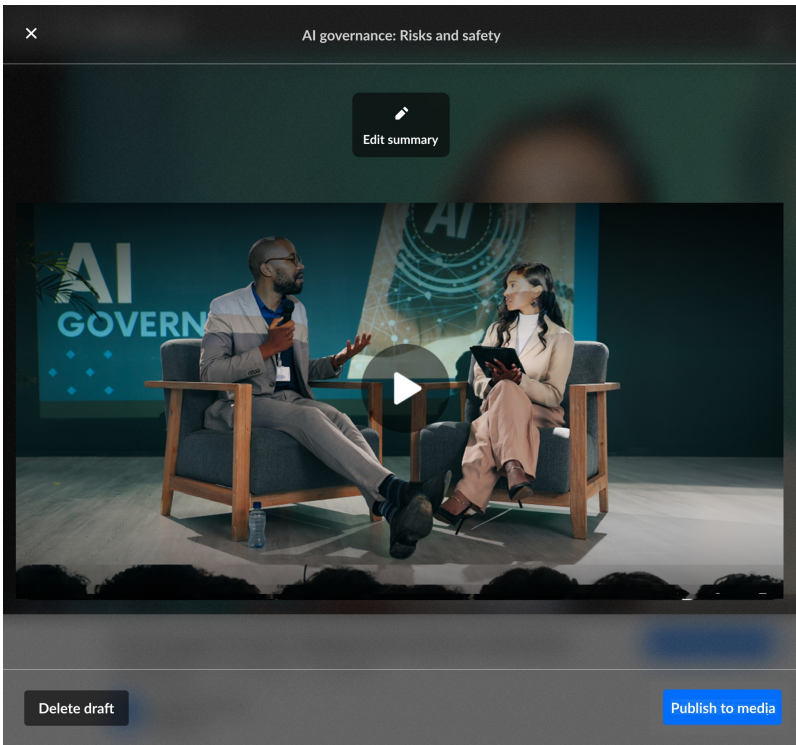 AI governance: Risks and safety
Edit summary
AI
AI
GOVERN
Delete draft
Publish to media